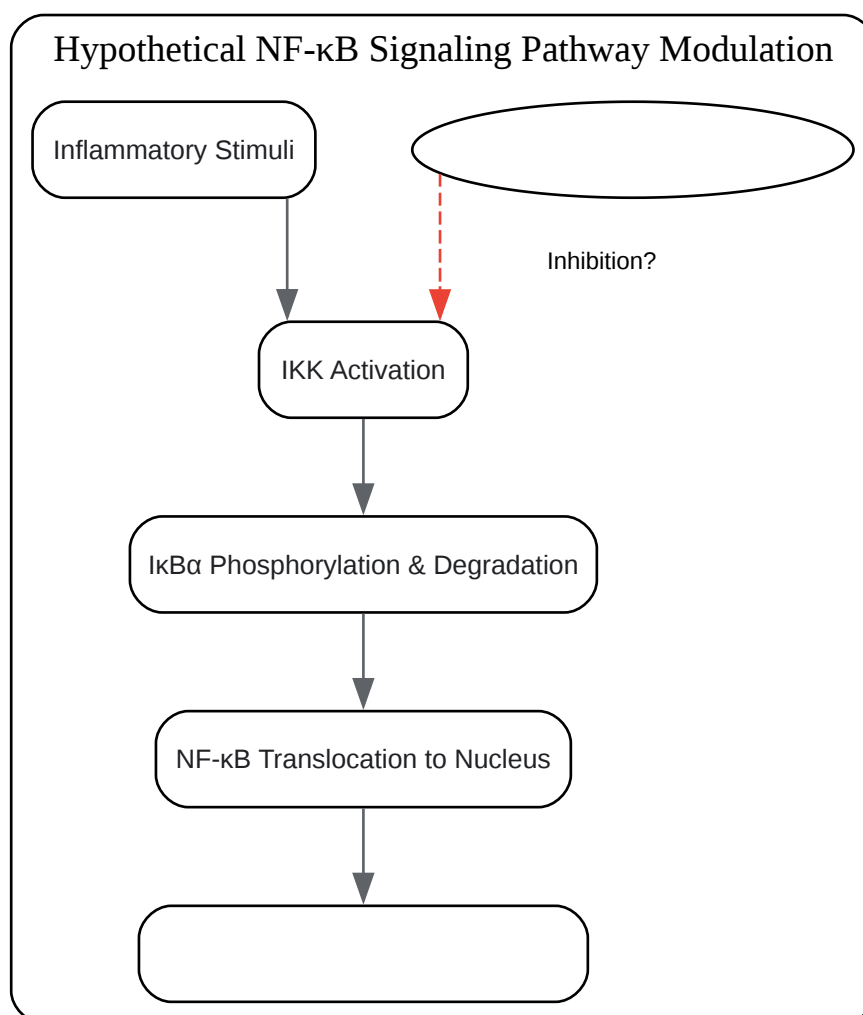 Hypothetical NF-κB Signaling Pathway Modulation
Inflammatory Stimuli
Inhibition?
IKK Activation
IκBα Phosphorylation & Degradation
NF-κB Translocation to Nucleus